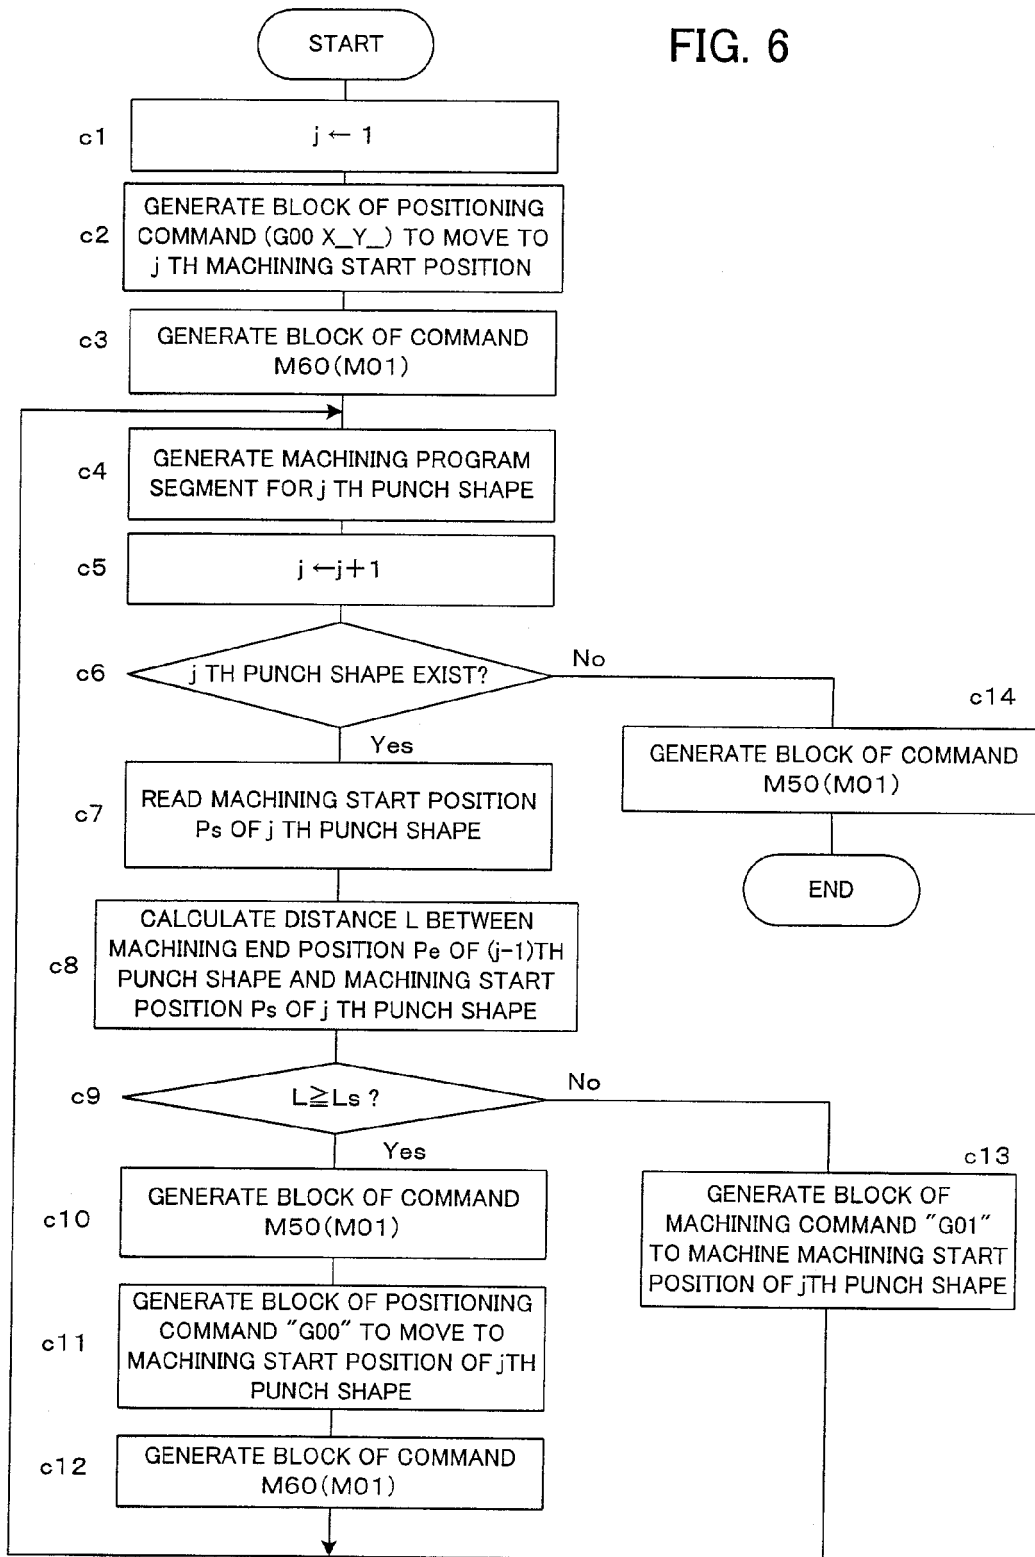 FIG. 6
START
c1
j ← 1
c2
GENERATE BLOCK OF POSITIONING
COMMAND (G00 X_Y_) TO MOVE TO
j TH MACHINING START POSITION
c3
GENERATE BLOCK OF COMMAND
M60(M01)
c4
GENERATE MACHINING PROGRAM
SEGMENT FOR j TH PUNCH SHAPE
c5
j ←j+1
c6
j TH PUNCH SHAPE EXIST?
No
Yes
c14
GENERATE BLOCK OF COMMAND
M50(M01)
END
c7
READ MACHINING START POSITION
Ps OF j TH PUNCH SHAPE
c8
CALCULATE DISTANCE L BETWEEN
MACHINING END POSITION Pe OF (j-1)TH
PUNCH SHAPE AND MACHINING START
POSITION Ps OF j TH PUNCH SHAPE
c9
L≧Ls ?
No
Yes
c10
GENERATE BLOCK OF COMMAND
M50(M01)
c13
GENERATE BLOCK OF
MACHINING COMMAND "G01"
TO MACHINE MACHINING START
POSITION OF jTH PUNCH SHAPE
c11
GENERATE BLOCK OF POSITIONING
COMMAND "G00" TO MOVE TO
MACHINING START POSITION OF jTH
PUNCH SHAPE
c12
GENERATE BLOCK OF COMMAND
M60(M01)